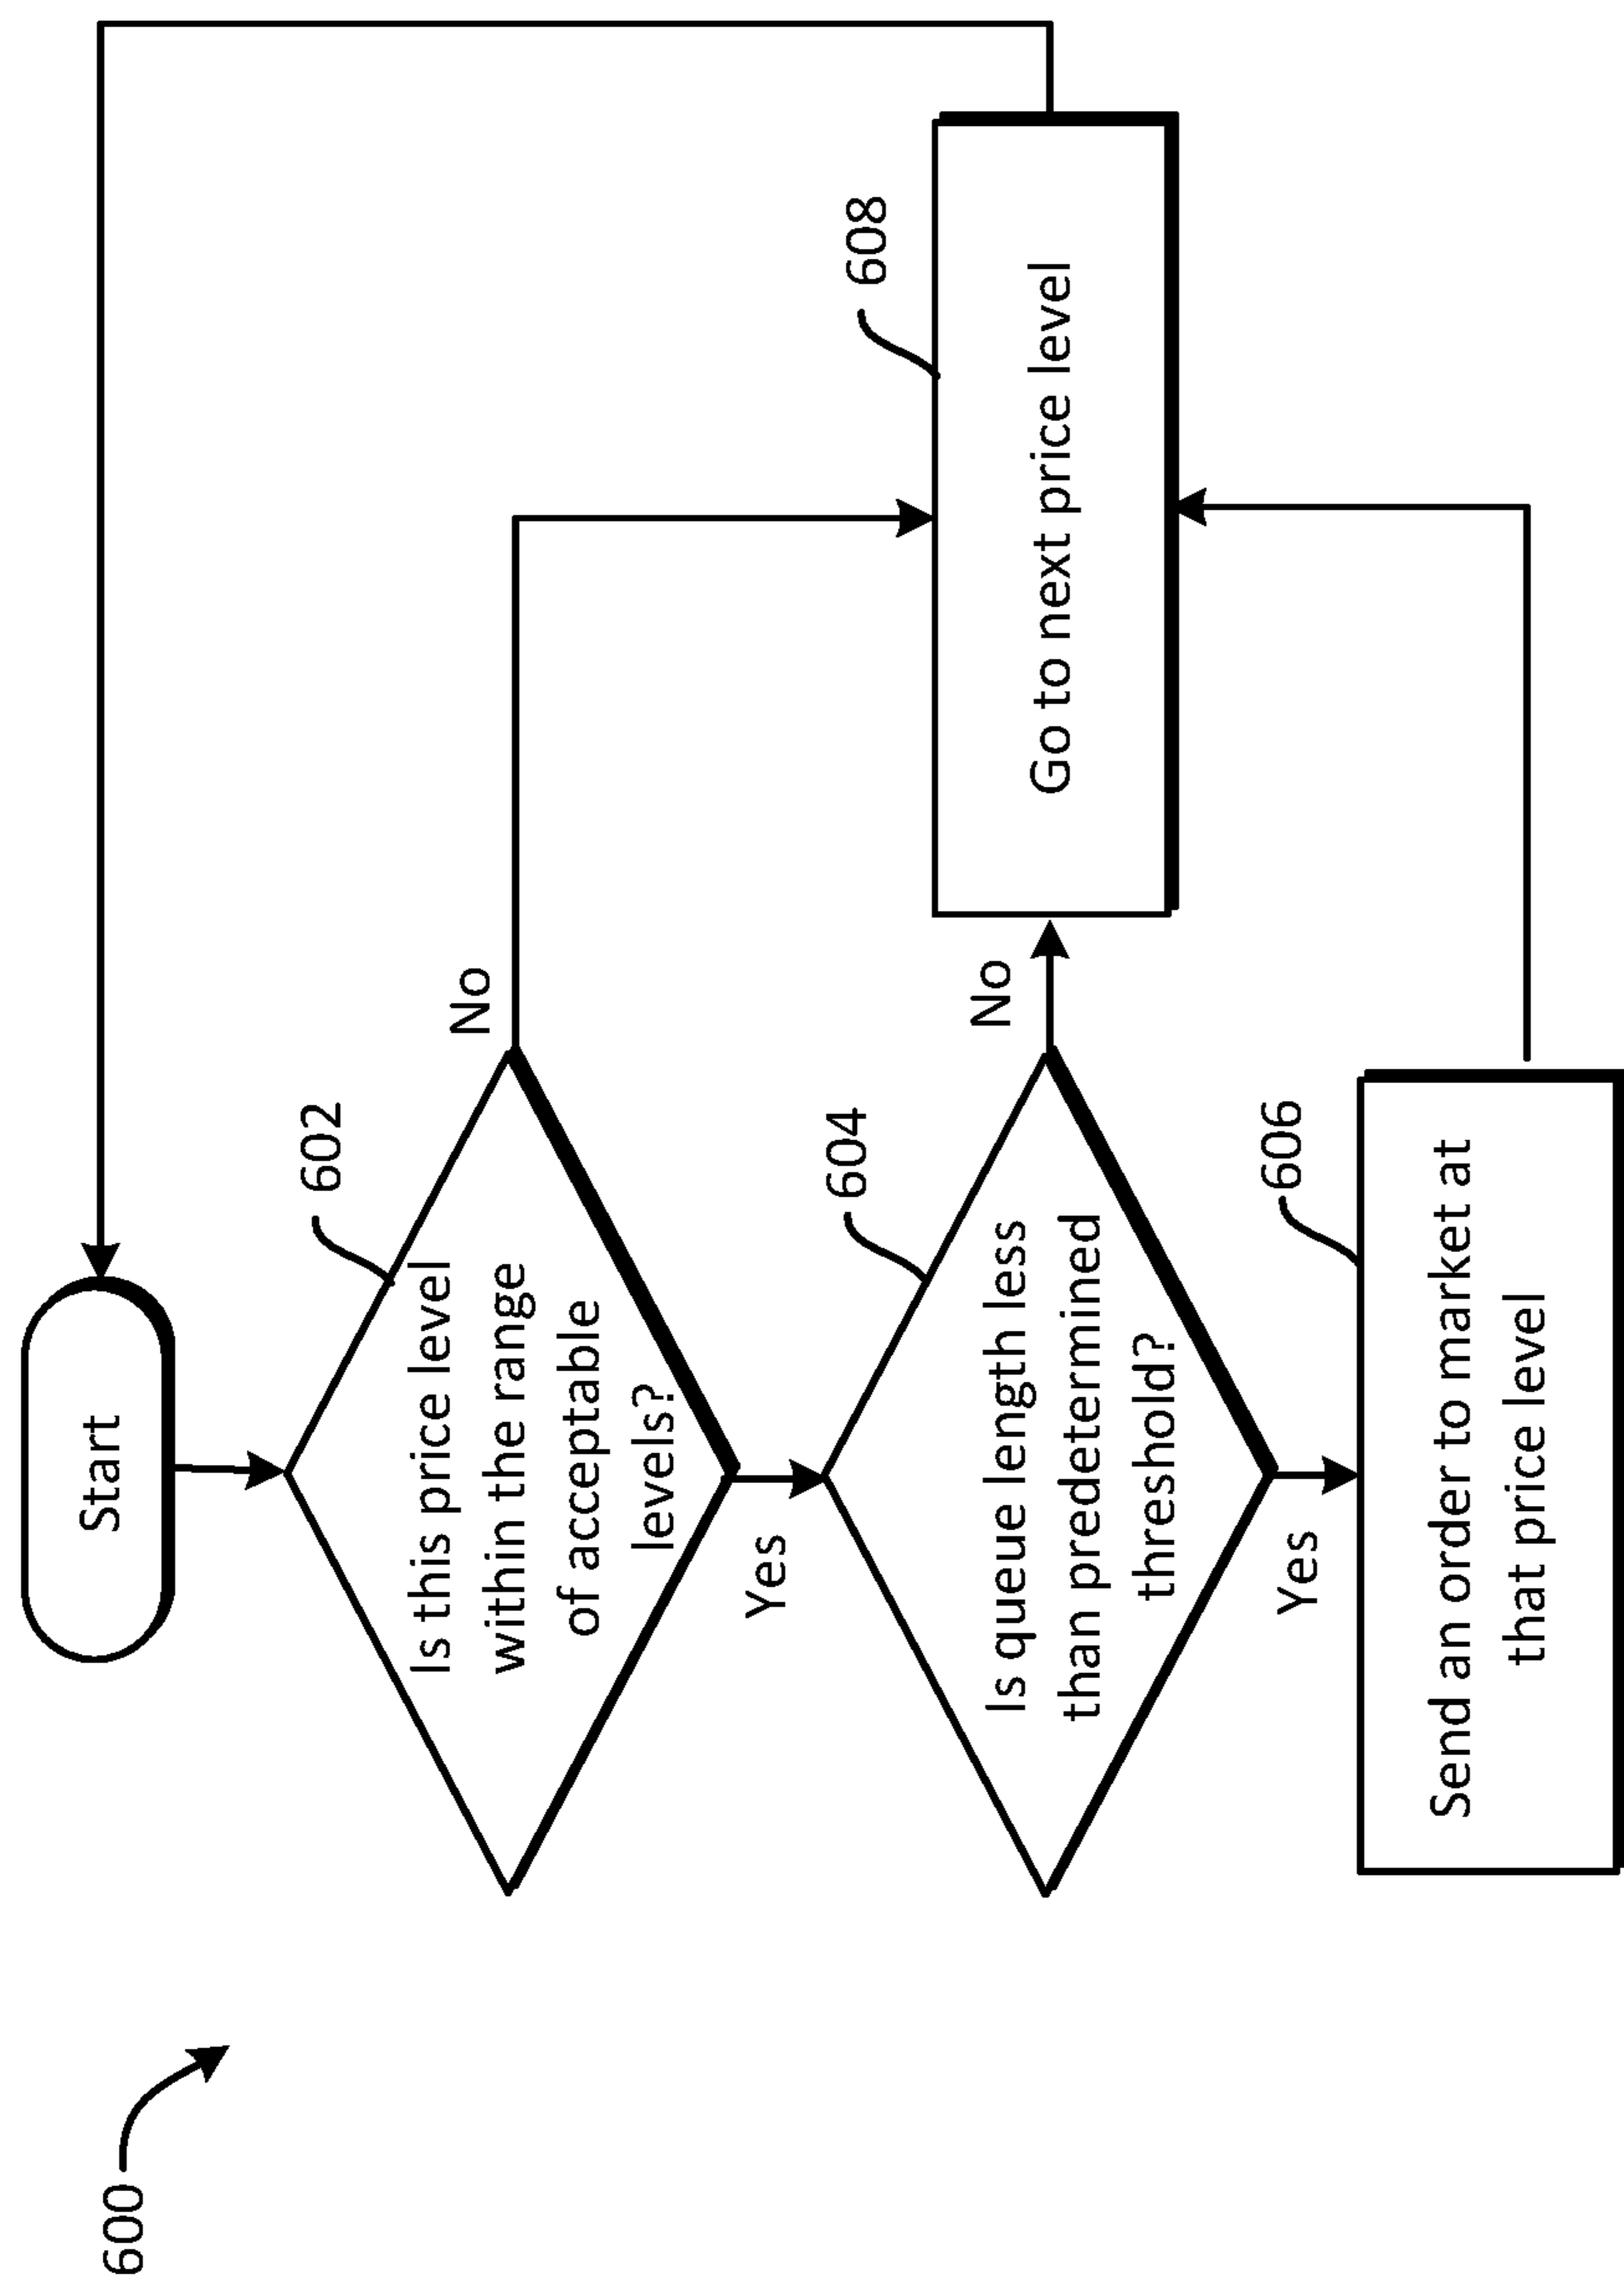 600
Start
602
Is this price level
within the range
of acceptable
levels?
No
Yes
604
Is queue length less
than predetermined
threshold?
No
608
Go to next price level
Yes
606
Send an order to market at
that price level